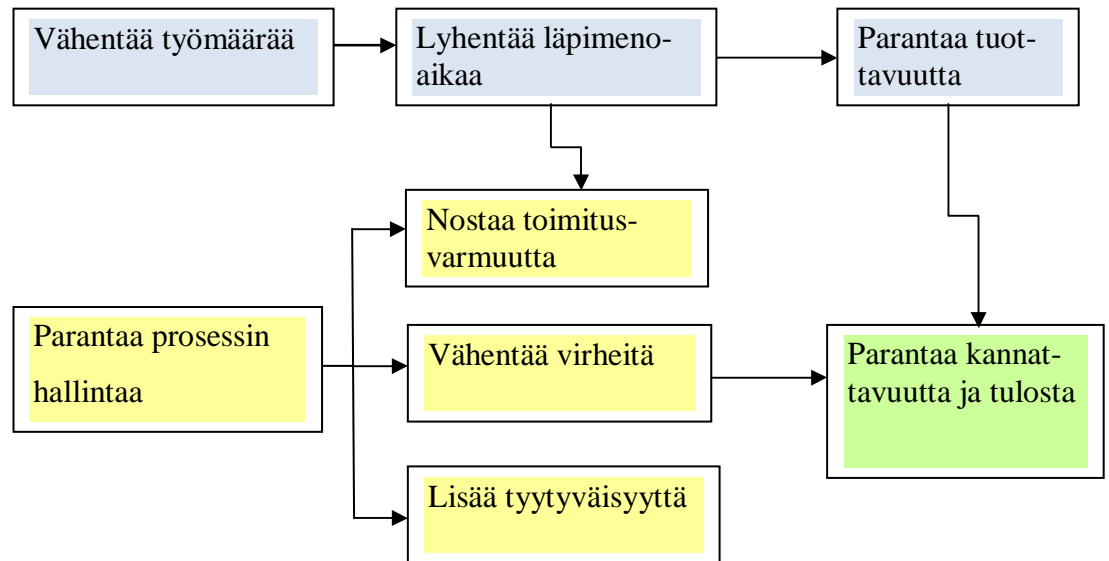 Vähentää työmäärää
Lyhentää läpimeno-
aikaa
Parantaa tuot-
tavuutta
Nostaa toimitus-
varmuutta
Parantaa prosessin
hallintaa
Vähentää virheitä
Parantaa kannat-
tavuutta ja tulosta
Lisää tyytyväisyyttä